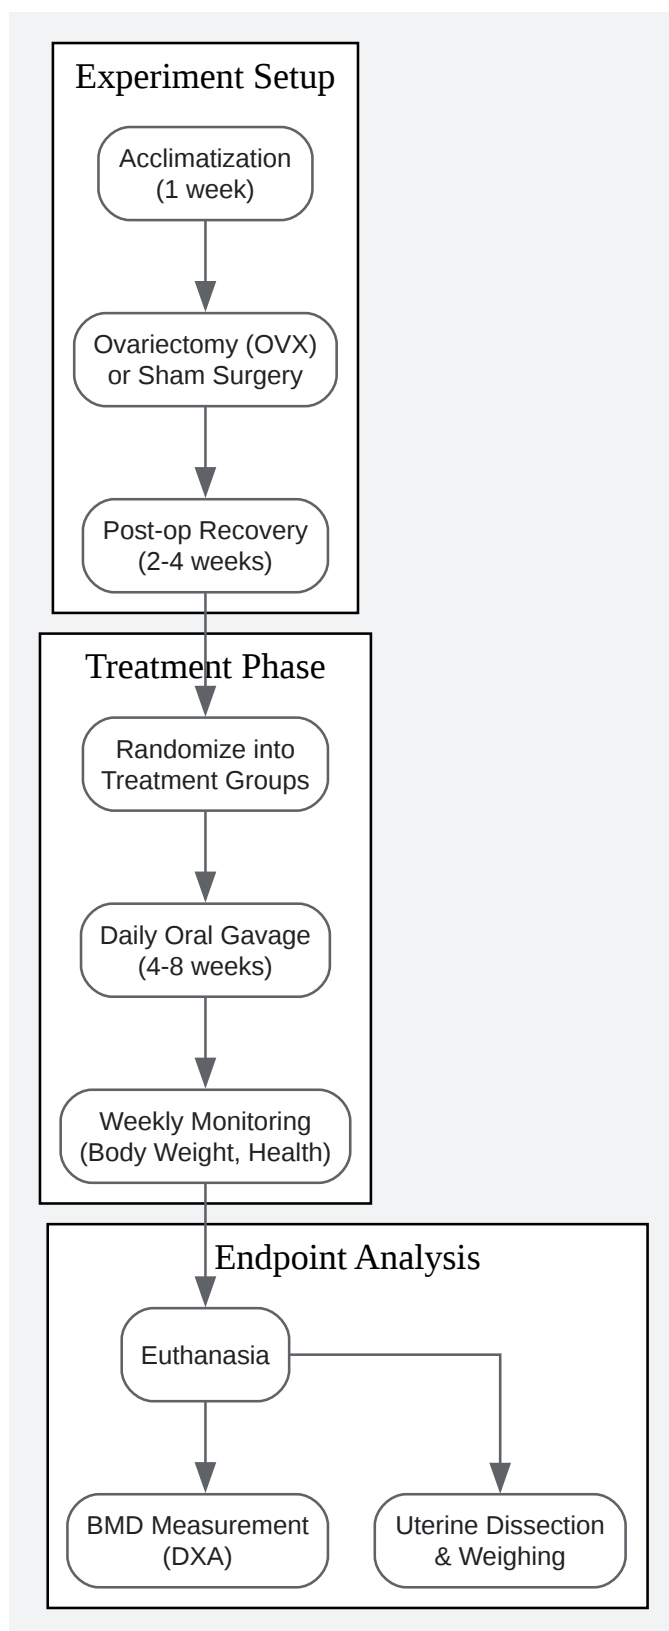 Experiment Setup
Acclimatization
(1 week)
Ovariectomy (OVX)
or Sham Surgery
Post-op Recovery
(2-4 weeks)
Treatment Phase
Randomize into
Treatment Groups
Daily Oral Gavage
(4-8 weeks)
Weekly Monitoring
(Body Weight, Health)
Endpoint Analysis
Euthanasia
BMD Measurement
(DXA)
Uterine Dissection
& Weighing